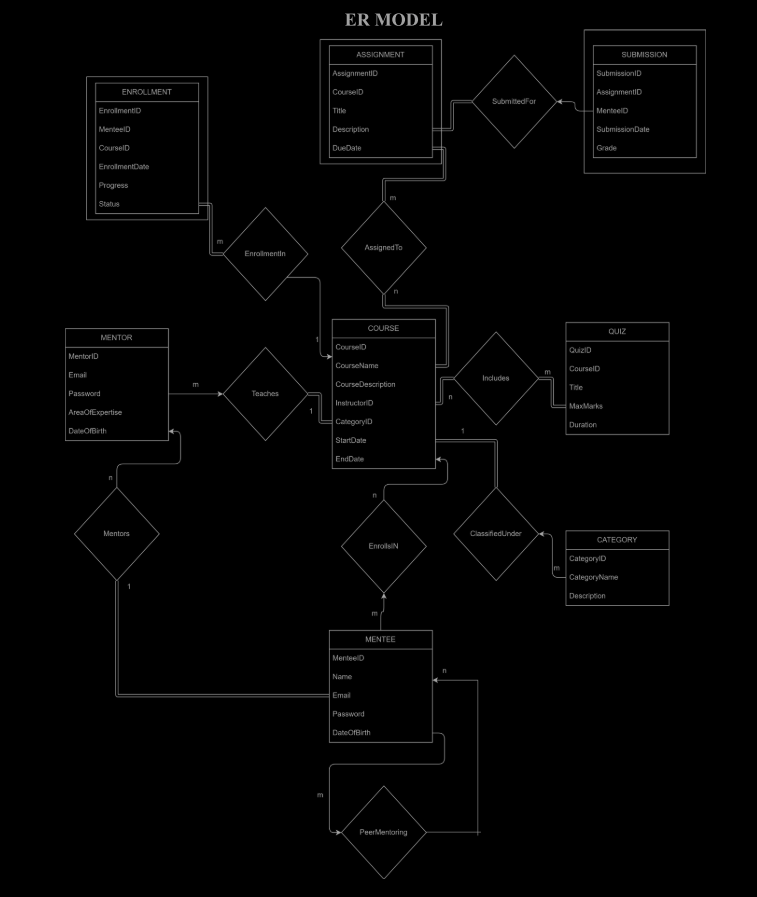 ER MODEL
ASSIGNMENT
AssignmentID
CourseID
Title
Description
DueDate
SubmittedFor
SUBMISSION
SubmissionID
AssignmentID
MenteeID
SubmissionDate
Grade
ENROLLMENT
EnrollmentID
MenteeID
CourseID
EnrollmentDate
Progress
Status
m
EnrollmentIn
1
m
AssignedTo
n
MENTOR
MentorID
Email
Password
AreaOfExpertise
DateOfBirth
m
Teaches
1
COURSE
CourseID
CourseName
CourseDescription
InstructorID
CategoryID
StartDate
EndDate
n
Includes
m
QUIZ
QuizID
CourseID
Title
MaxMarks
Duration
1
ClassifiedUnder
m
CATEGORY
CategoryID
CategoryName
Description
n
Mentors
1
n
EnrollsIN
m
MENTEE
MenteeID
Name
Email
Password
DateOfBirth
n
m
PeerMentoring